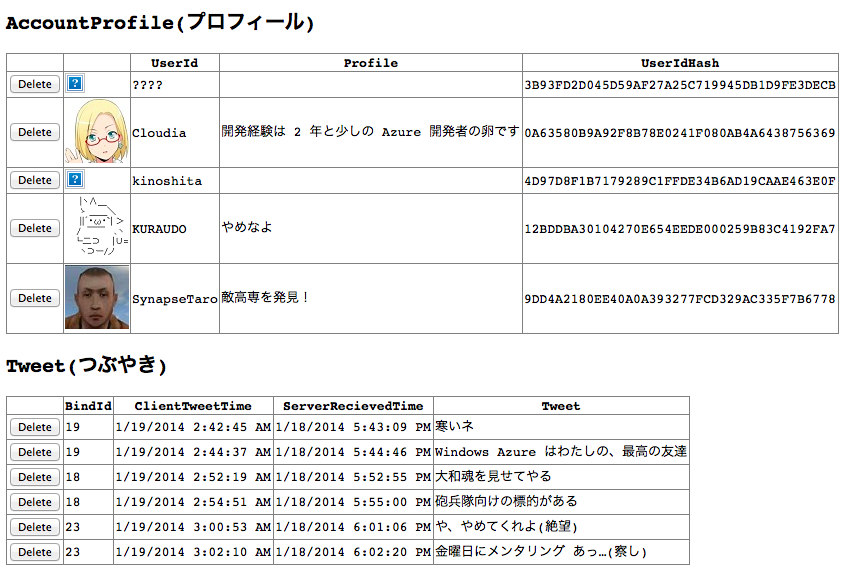 AccountProfile(プロフィール)
UserId Profile UserIdHash
Delete ???? 3B93FD2D045D59AF27A25C719945DB1D9FE3DECB
Delete Cloudia 開発経験は 2 年と少しの Azure 開発者の卵です 0A63580B9A92F8B78E0241F080AB4A6438756369
Delete kinoshita 4D97D8F1B7179289C1FFDE34B6AD19CAAE463E0F
Delete KURAUDO やめなよ 12BDDBA30104270E654EEDE000259B83C4192FA7
Delete SynapseTaro 敵高専を発見！ 9DD4A2180EE40A0A393277FCD329AC335F7B6778
Tweet(つぶやき)
BindId ClientTweetTime ServerRecievedTime Tweet
Delete 19 1/19/2014 2:42:45 AM 1/18/2014 5:43:09 PM 寒いネ
Delete 19 1/19/2014 2:44:37 AM 1/18/2014 5:44:46 PM Windows Azure はわたしの、最高の友達
Delete 18 1/19/2014 2:52:19 AM 1/18/2014 5:52:55 PM 大和魂を見せてやる
Delete 18 1/19/2014 2:54:51 AM 1/18/2014 5:55:00 PM 砲兵隊向けの標的がある
Delete 23 1/19/2014 3:00:53 AM 1/18/2014 6:01:06 PM や、やめてくれよ(絶望)
Delete 23 1/19/2014 3:02:10 AM 1/18/2014 6:02:20 PM 金曜日にメンタリング あっ…(察し)